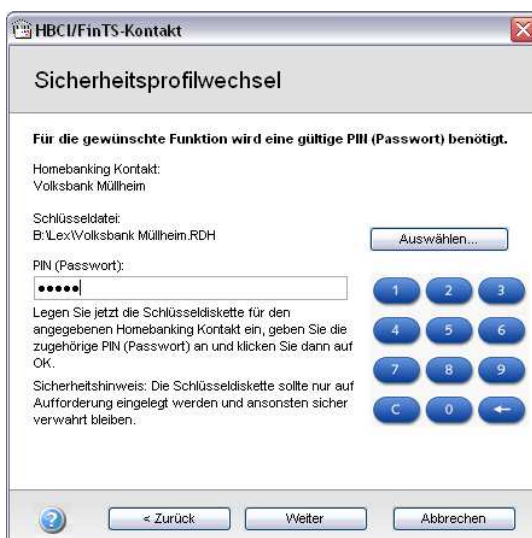 HBCI/FinTS-Kontakt
Sicherheitsprofilwechsel
Für die gewünschte Funktion wird eine gültige PIN (Passwort) benötigt.
Homebanking Kontakt:
Volksbank Müllheim
Schlüsseldatei:
B:\Lex\Volksbank Müllheim.RDH
Auswählen...
PIN (Passwort):
●●●●●
Legen Sie jetzt die Schlüsseldiskette für den
angegebenen Homebanking Kontakt ein, geben Sie die
zugehörige PIN (Passwort) an und klicken Sie dann auf
OK.
Sicherheitshinweis: Die Schlüsseldiskette sollte nur auf
Aufforderung eingelegt werden und ansonsten sicher
verwahrt bleiben.
1 2 3
4 5 6
7 8 9
C 0 ←
? < Zurück Weiter Abbrechen